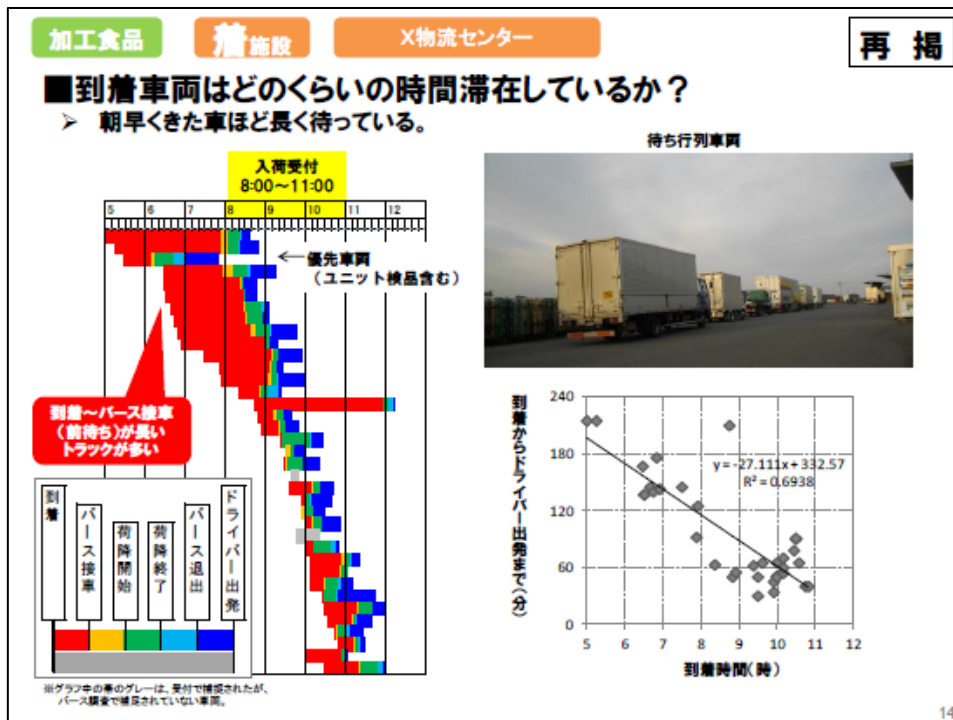 加工食品
着施設
X物流センター
再 掲
■到着車両はどのくらいの時間滞在しているか？
➢ 朝早くきた車ほど長く待っている。
入荷受付
8:00～11:00
5 6 7 8 9 10 11 12
優先車両
（ユニット検品含む）
到着～バース接車
（前待ち）が長い
トラックが多い
到着
バース接車
荷降開始
荷降終了
バース退出
ドライバー出発
※グラフ中の帯のグレーは、受付で捕捉されたが、
バース調査で補足されていない車両。
待ち行列車両
到着からドライバー出発まで（分）
240
180
120
60
0
y = -27.111x + 332.57
R² = 0.6938
5 6 7 8 9 10 11 12
到着時間（時）
14